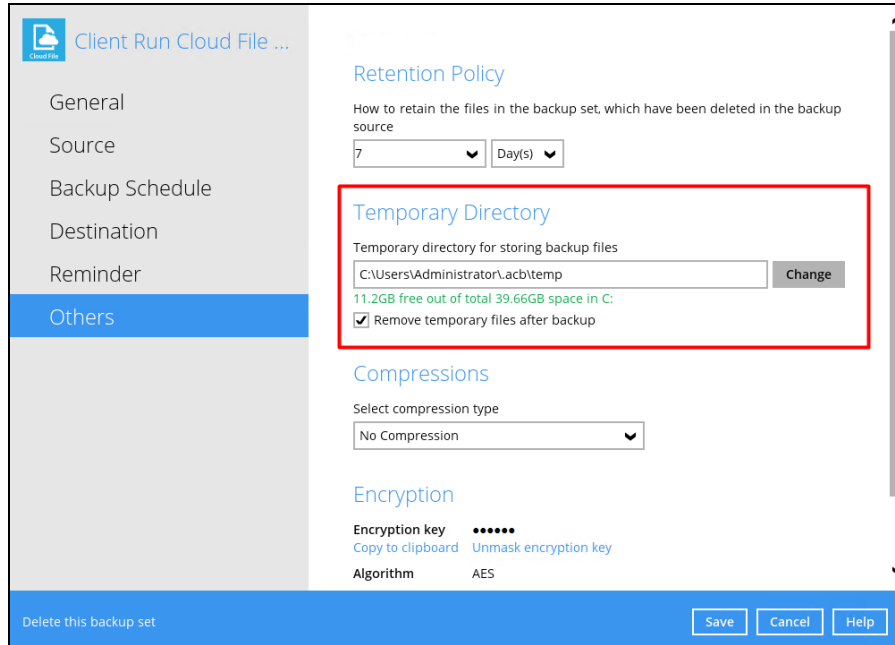 Cloud File
Client Run Cloud File ...
General
Source
Backup Schedule
Destination
Reminder
Others
Retention Policy
How to retain the files in the backup set, which have been deleted in the backup
source
7 Day(s)
Temporary Directory
Temporary directory for storing backup files
C:\Users\Administrator\.acb\temp Change
11.2GB free out of total 39.66GB space in C:
Remove temporary files after backup
Compressions
Select compression type
No Compression
Encryption
Encryption key ••••••
Copy to clipboard Unmask encryption key
Algorithm AES
Delete this backup set Save Cancel Help